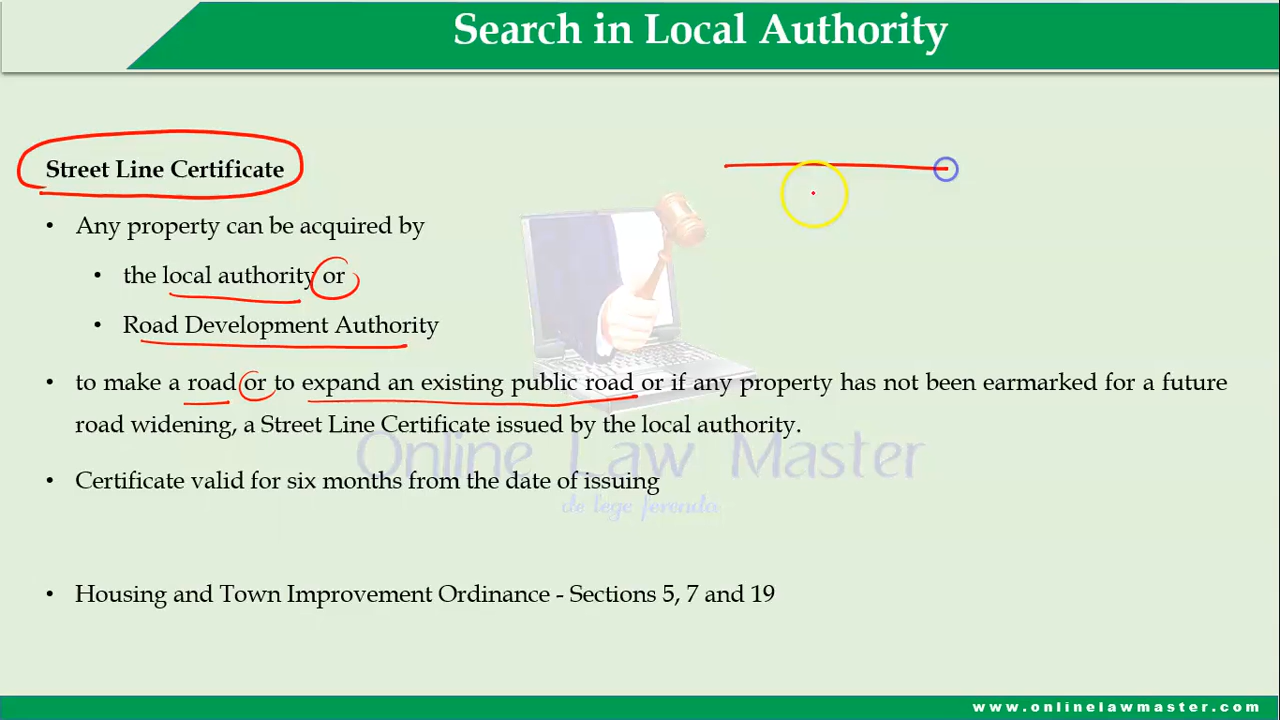 Search in Local Authority
Street Line Certificate
• Any property can be acquired by
• the local authority or
• Road Development Authority
• to make a road or to expand an existing public road or if any property has not been earmarked for a future
road widening, a Street Line Certificate issued by the local authority.
Online Law Master
• Certificate valid for six months from the date of issuing
de lege ferenda
• Housing and Town Improvement Ordinance - Sections 5, 7 and 19
www.onlinelawmaster.com